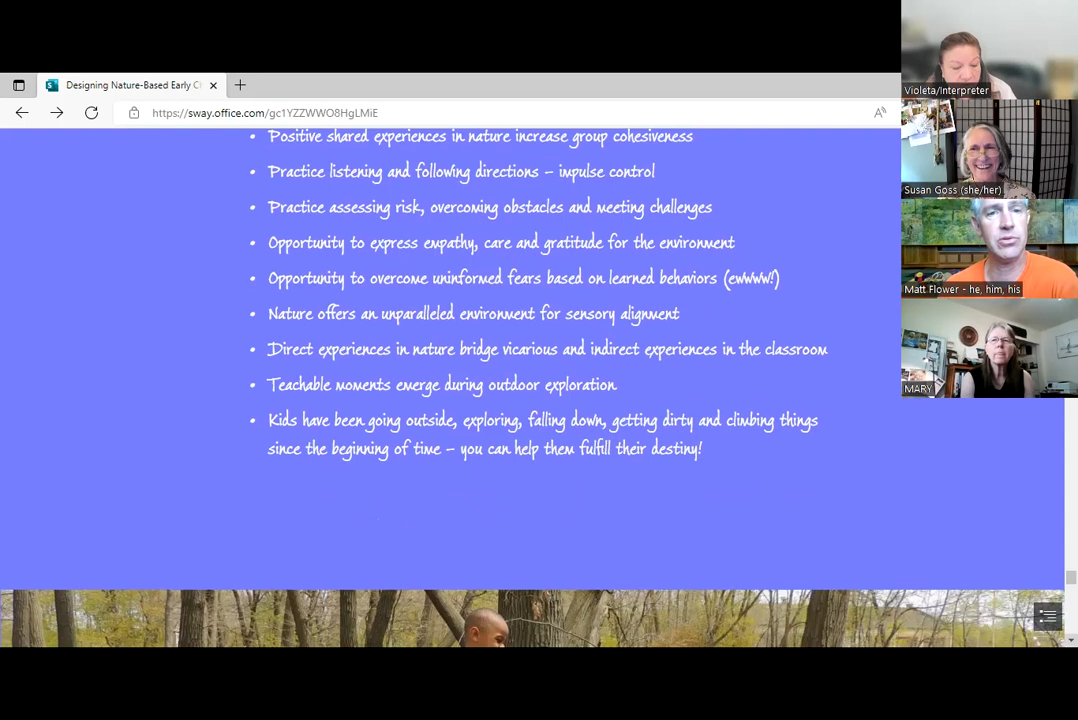 Designing Nature-Based Early C
https://sway.office.com/gc1YZZWWO8HgLMiE
Positive shared experiences in nature increase group cohesiveness
Practice listening and following directions – impulse control
Practice assessing risk, overcoming obstacles and meeting challenges
Opportunity to express empathy, care and gratitude for the environment
Opportunity to overcome uninformed fears based on learned behaviors (ewww!)
Nature offers an unparalleled environment for sensory alignment
Direct experiences in nature bridge vicarious and indirect experiences in the classroom
Teachable moments emerge during outdoor exploration
Kids have been going outside, exploring, falling down, getting dirty and climbing things
since the beginning of time – you can help them fulfill their destiny!
Violeta/Interpreter
Susan Goss (she/her)
Matt Flower - he, him, his
MARY